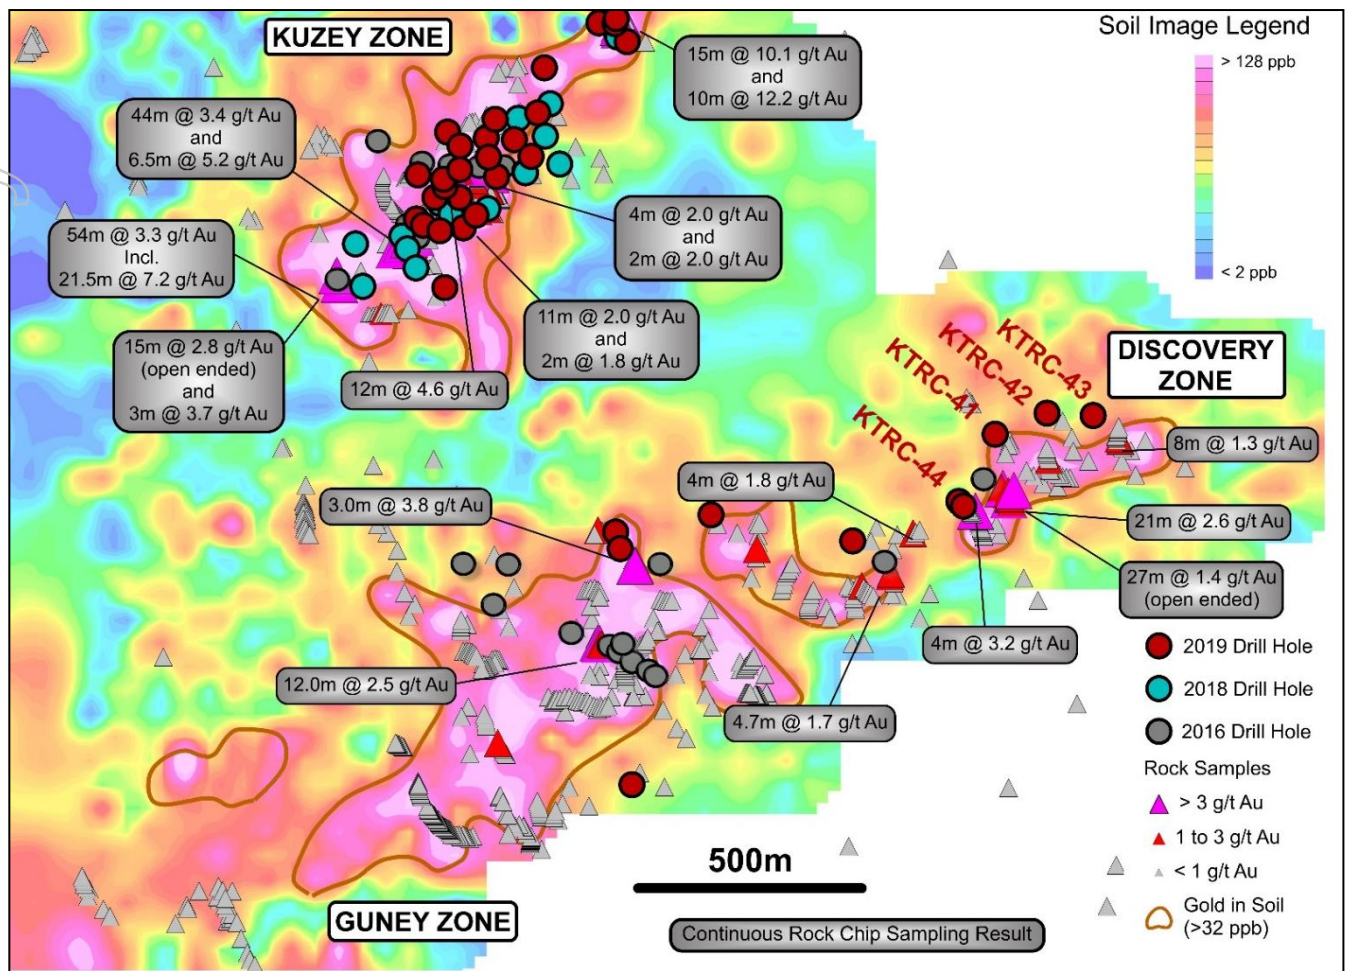 KUZEY ZONE
Soil Image Legend
> 128 ppb
< 2 ppb
15m @ 10.1 g/t Au
and
10m @ 12.2 g/t Au
44m @ 3.4 g/t Au
and
6.5m @ 5.2 g/t Au
54m @ 3.3 g/t Au
Incl.
21.5m @ 7.2 g/t Au
4m @ 2.0 g/t Au
and
2m @ 2.0 g/t Au
15m @ 2.8 g/t Au
(open ended)
and
3m @ 3.7 g/t Au
11m @ 2.0 g/t Au
and
2m @ 1.8 g/t Au
12m @ 4.6 g/t Au
KTRC-41
KTRC-42
KTRC-43
KTRC-44
DISCOVERY
ZONE
8m @ 1.3 g/t Au
4m @ 1.8 g/t Au
3.0m @ 3.8 g/t Au
21m @ 2.6 g/t Au
27m @ 1.4 g/t Au
(open ended)
4m @ 3.2 g/t Au
12.0m @ 2.5 g/t Au
4.7m @ 1.7 g/t Au
2019 Drill Hole
2018 Drill Hole
2016 Drill Hole
Rock Samples
> 3 g/t Au
1 to 3 g/t Au
< 1 g/t Au
Gold in Soil
(>32 ppb)
500m
GUNEY ZONE
Continuous Rock Chip Sampling Result